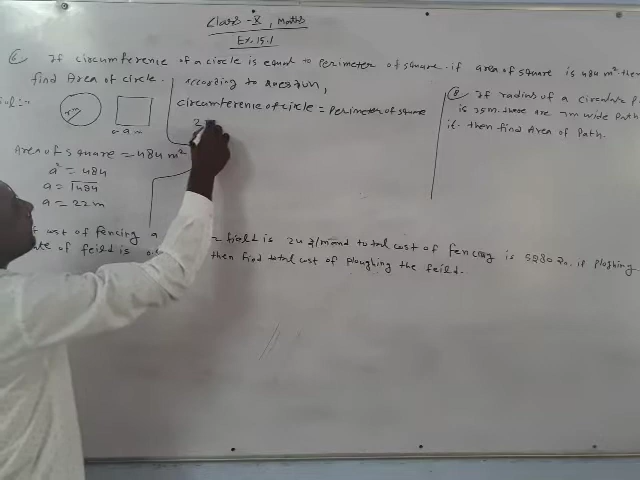 Class - X, Maths
Ex. 15.1
If circumference of a circle is equal to perimeter of square. if area of square is 484 m². then
find Area of circle.
According to question,
circumference of circle = perimeter of square
2
a m
Area of square = 484 m²
a² = 484
a = √484
a = 22 m
If radius of a circular
is 35m. there are 7m wide Path
it. then find Area of Path.
cost of fencing a field is 24 ₹/m and total cost of fencing is 5280 ₹. if ploghing
rate of feild is then find total cost of ploughing the feild.